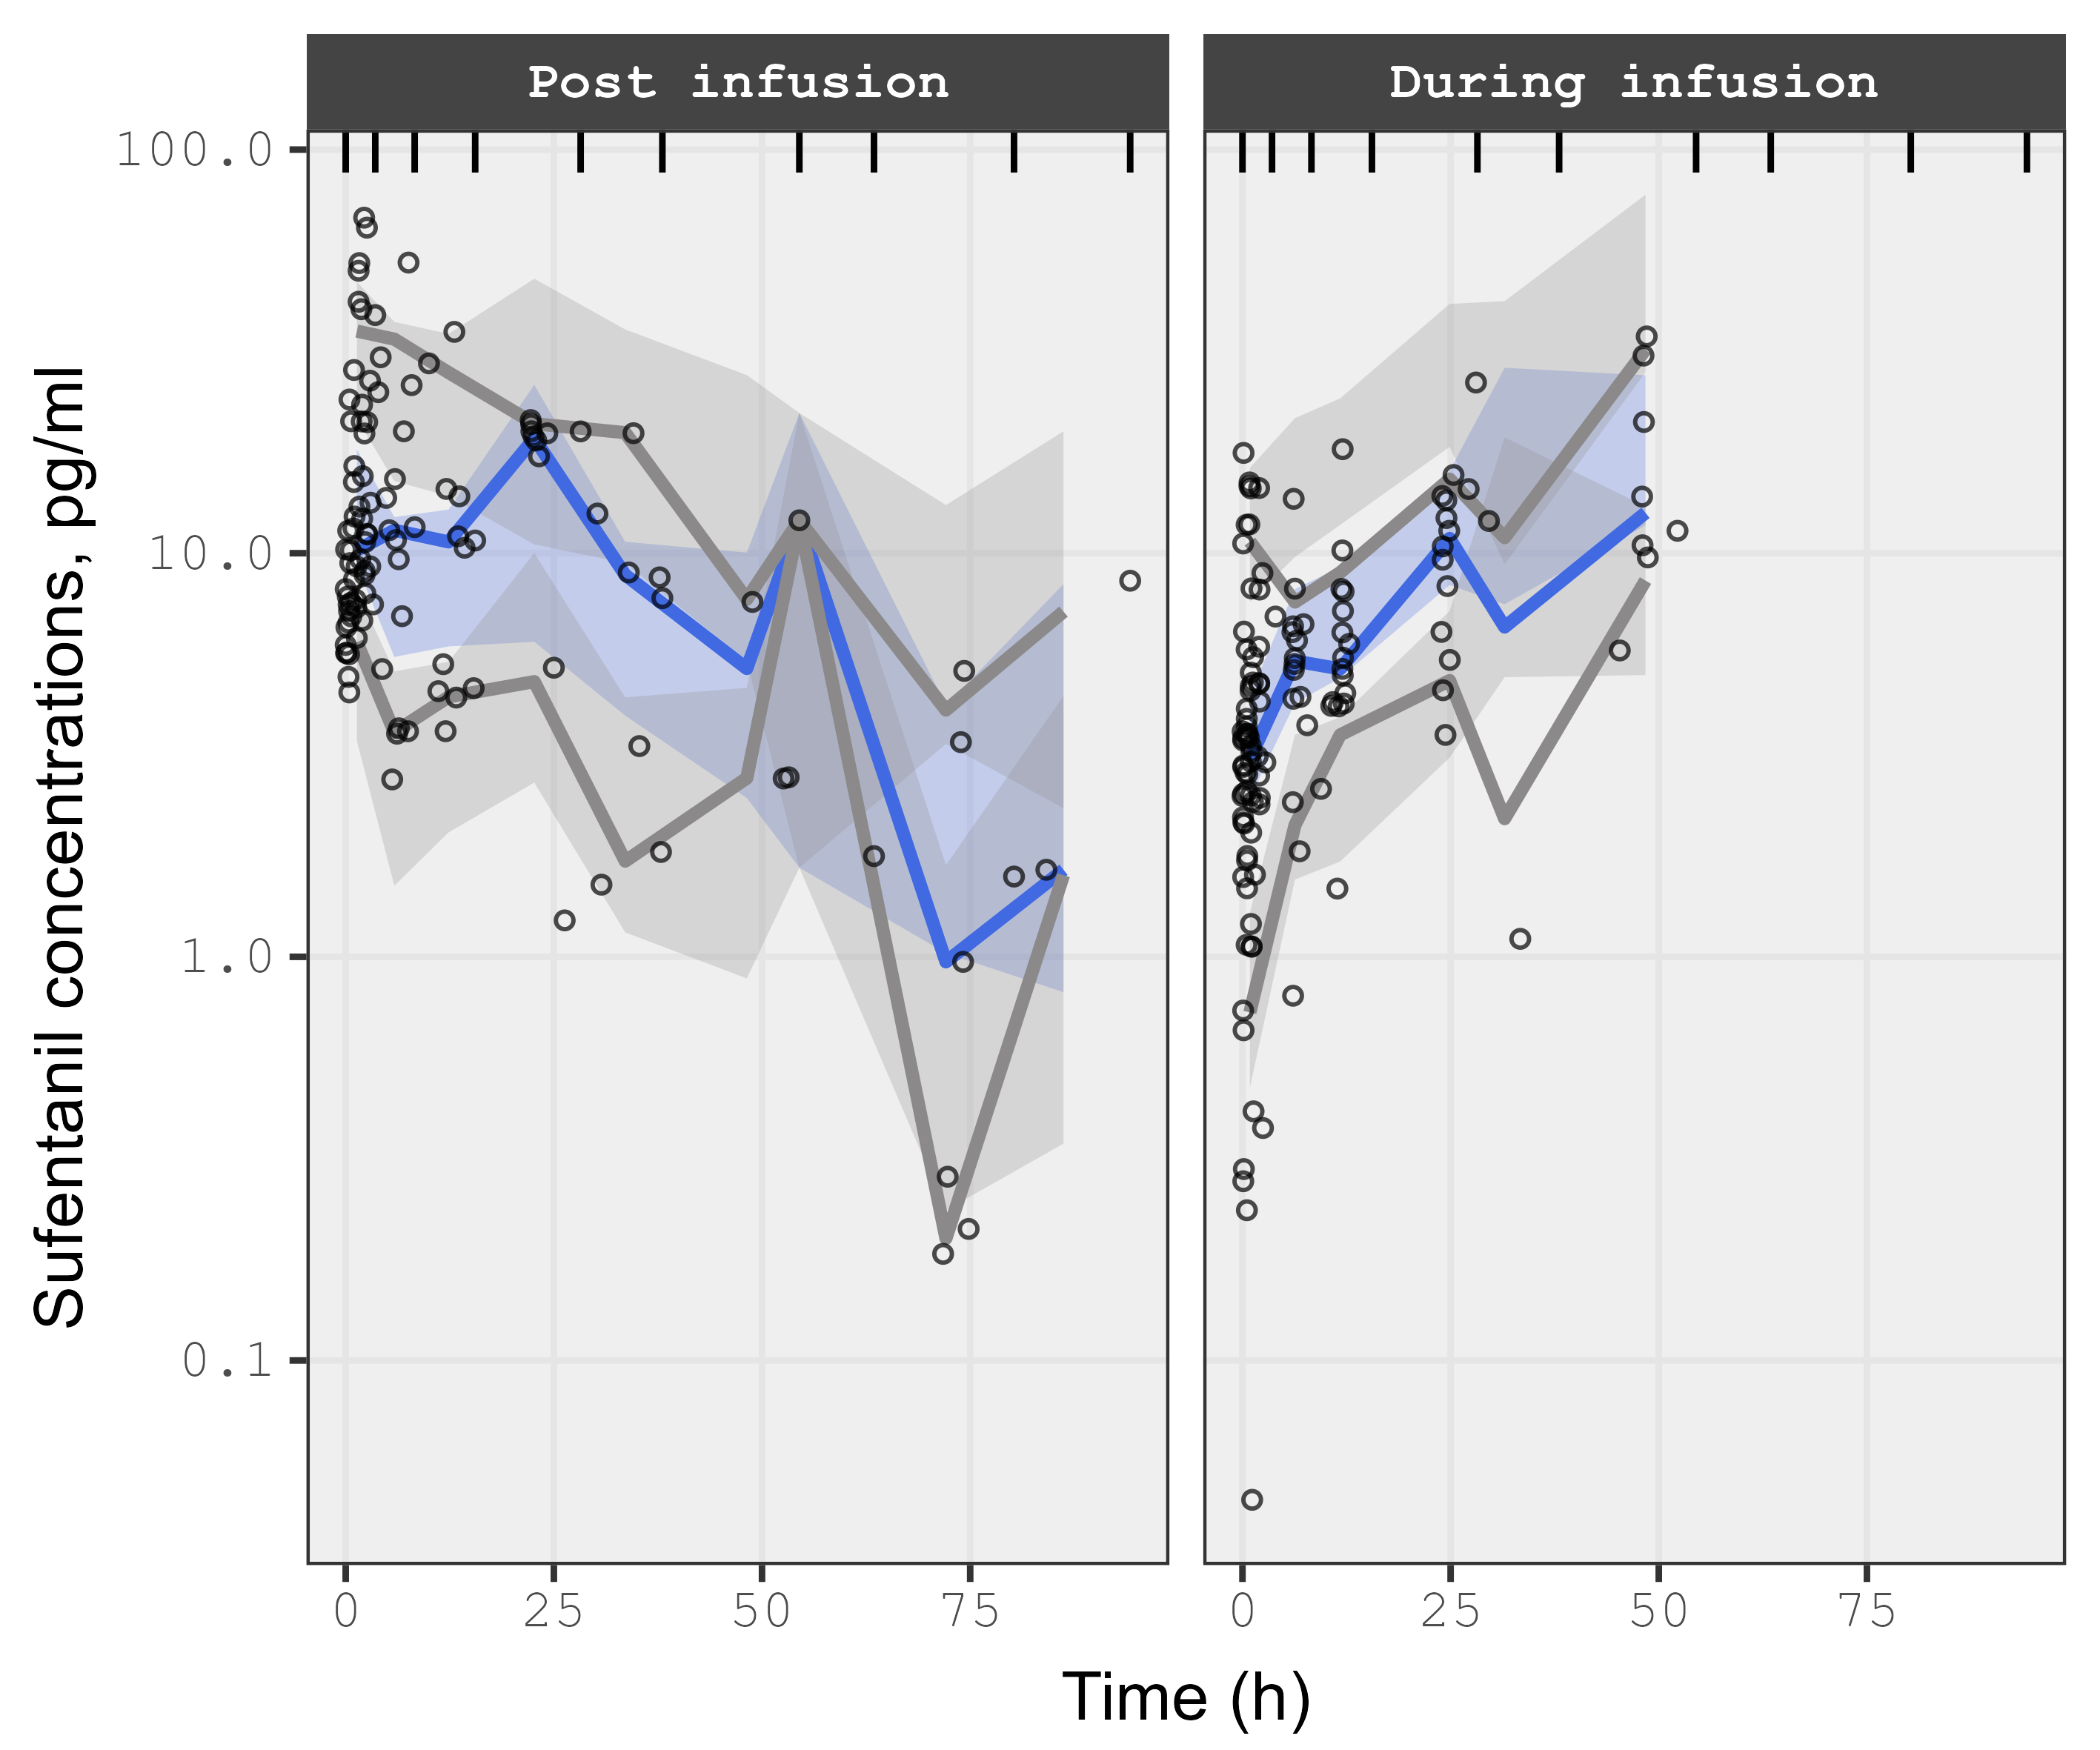 Post infusion
During infusion
Sufentanil concentrations, pg/ml
100.0
10.0
1.0
0.1
0 25 50 75
0 25 50 75
Time (h)